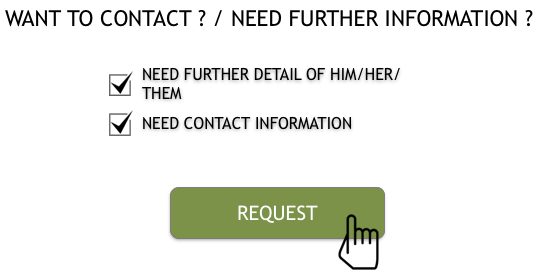 WANT TO CONTACT ? / NEED FURTHER INFORMATION ?
NEED FURTHER DETAIL OF HIM/HER/
THEM
NEED CONTACT INFORMATION
REQUEST